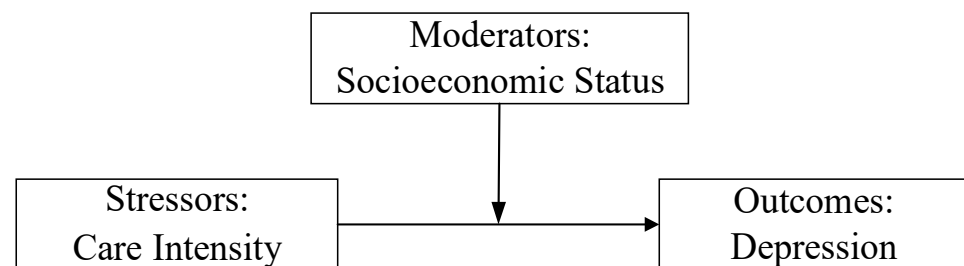 Moderators:
Socioeconomic Status
Stressors:
Care Intensity
Outcomes:
Depression